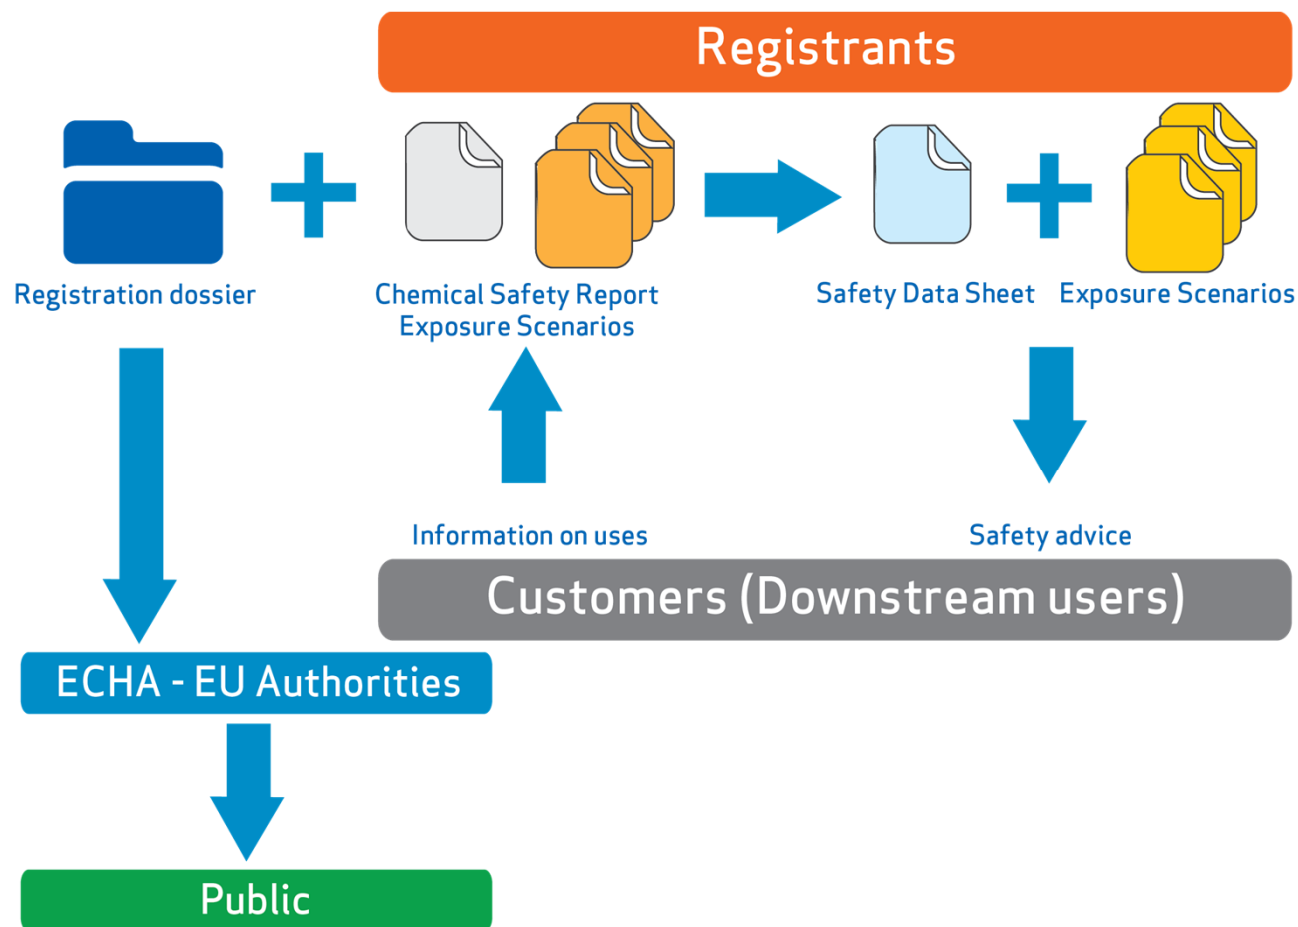 Registrants
Registration dossier
Chemical Safety Report
Exposure Scenarios
Safety Data Sheet
Exposure Scenarios
Information on uses
Safety advice
Customers (Downstream users)
ECHA - EU Authorities
Public